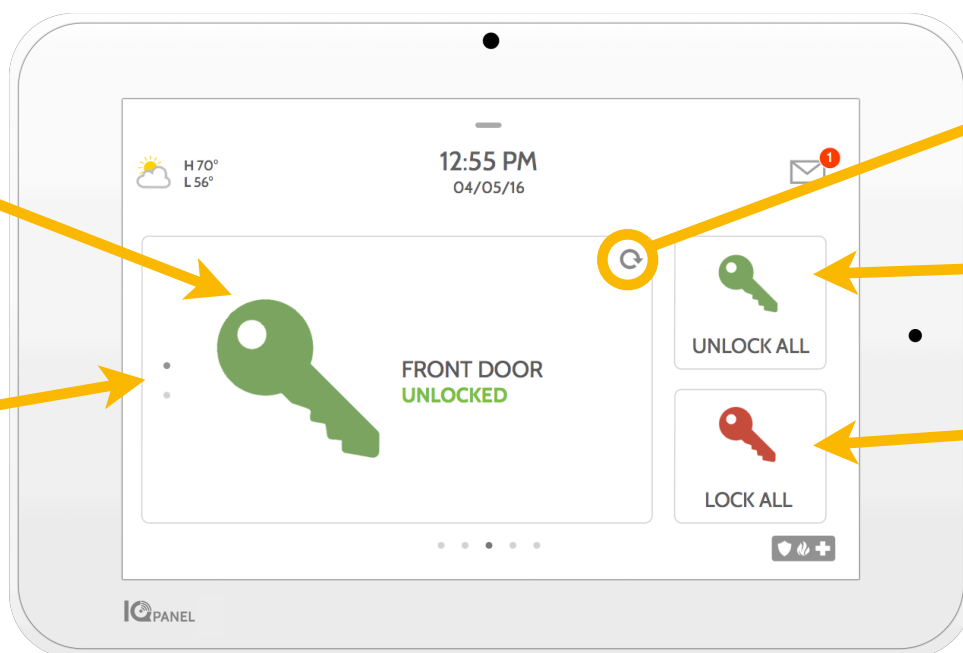 12:55 PM
04/05/16
H 70°
L 56°
1
FRONT DOOR
UNLOCKED
UNLOCK ALL
LOCK ALL
IQ PANEL